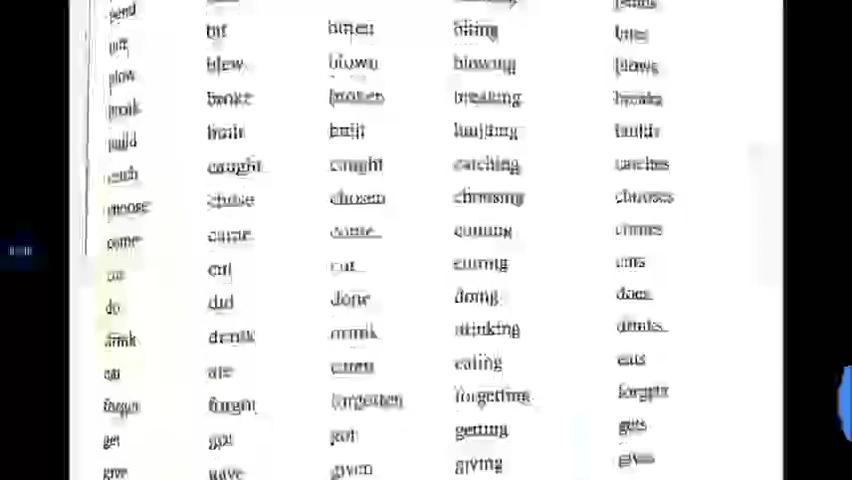 bit bitten biting bites
blow blew blown blowing blows
break broke broken breaking breaks
build built built building builds
catch caught caught catching catches
choose chose chosen choosing chooses
come came come coming comes
cut cut cut cutting cuts
do did done doing does
drink drunk drinking drinks
eat ate eaten eating eats
forget forgot forgotten forgetting forgets
get got got getting gets
give gave given giving gives